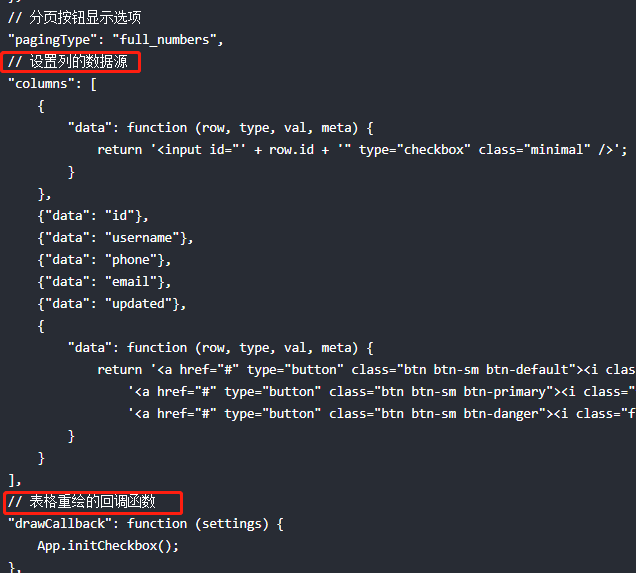 // 分页按钮显示选项
"pagingType": "full_numbers",
// 设置列的数据源
"columns": [
{
"data": function (row, type, val, meta) {
return '<input id="' + row.id + '" type="checkbox" class="minimal" />';
}
},
{"data": "id"},
{"data": "username"},
{"data": "phone"},
{"data": "email"},
{"data": "updated"},
{
"data": function (row, type, val, meta) {
return '<a href="#" type="button" class="btn btn-sm btn-default"><i clas
'<a href="#" type="button" class="btn btn-sm btn-primary"><i class="
'<a href="#" type="button" class="btn btn-sm btn-danger"><i class="f
}
}
],
// 表格重绘的回调函数
"drawCallback": function (settings) {
App.initCheckbox();
},